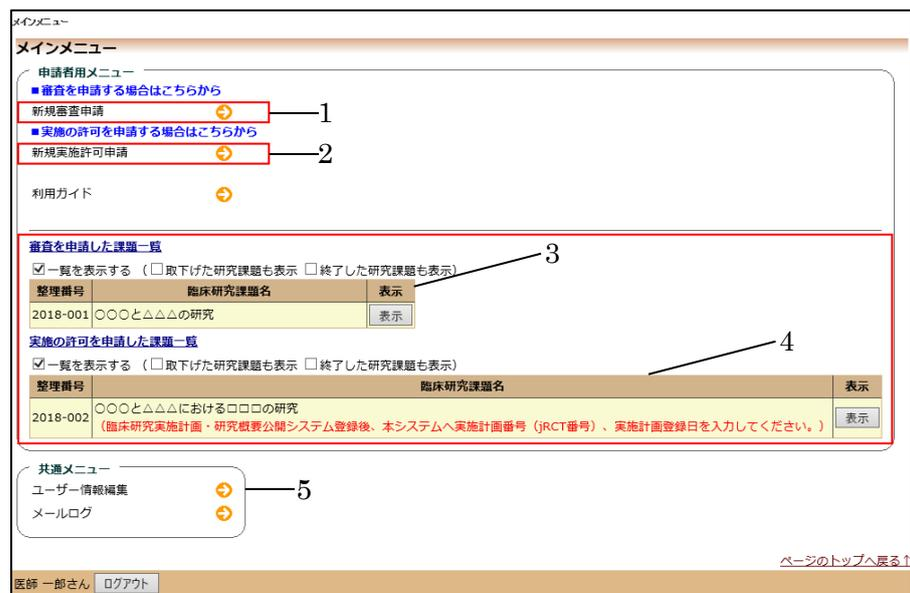 メインメニュー
メインメニュー
申請者用メニュー
■審査を申請する場合はこちらから
新規審査申請
1
■実施の許可を申請する場合はこちらから
新規実施許可申請
2
利用ガイド
審査を申請した課題一覧
3
一覧を表示する （□取下げた研究課題も表示 □終了した研究課題も表示）
整理番号 臨床研究課題名 表示
2018-001 〇〇〇と△△△の研究 表示
実施の許可を申請した課題一覧
4
一覧を表示する （□取下げた研究課題も表示 □終了した研究課題も表示）
整理番号 臨床研究課題名 表示
2018-002 〇〇〇と△△△における□□□の研究 表示
（臨床研究実施計画・研究概要公開システム登録後、本システムへ実施計画番号（jRCT番号）、実施計画登録日を入力してください。）
共通メニュー
ユーザー情報編集
5
メールログ
ページのトップへ戻る↑
医師 一郎さん ログアウト